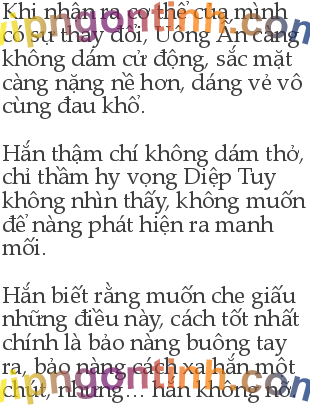 Khi nhận ra cơ thể của mình
có sự thay đổi, Uông Ấn càng
không dám cử động, sắc mặt
càng nặng nề hơn, dáng vẻ vô
cùng đau khổ.
Hắn thậm chí không dám thở,
chỉ thầm hy vọng Diệp Tuy
không nhìn thấy, không muốn
để nàng phát hiện ra manh
mối.
Hắn biết rằng muốn che giấu
những điều này, cách tốt nhất
chính là bảo nàng buông tay
ra, bảo nàng cách xa hắn một
chút, nhưng... hắn không nỡ
vipngontinh.com
vipngontinh.com